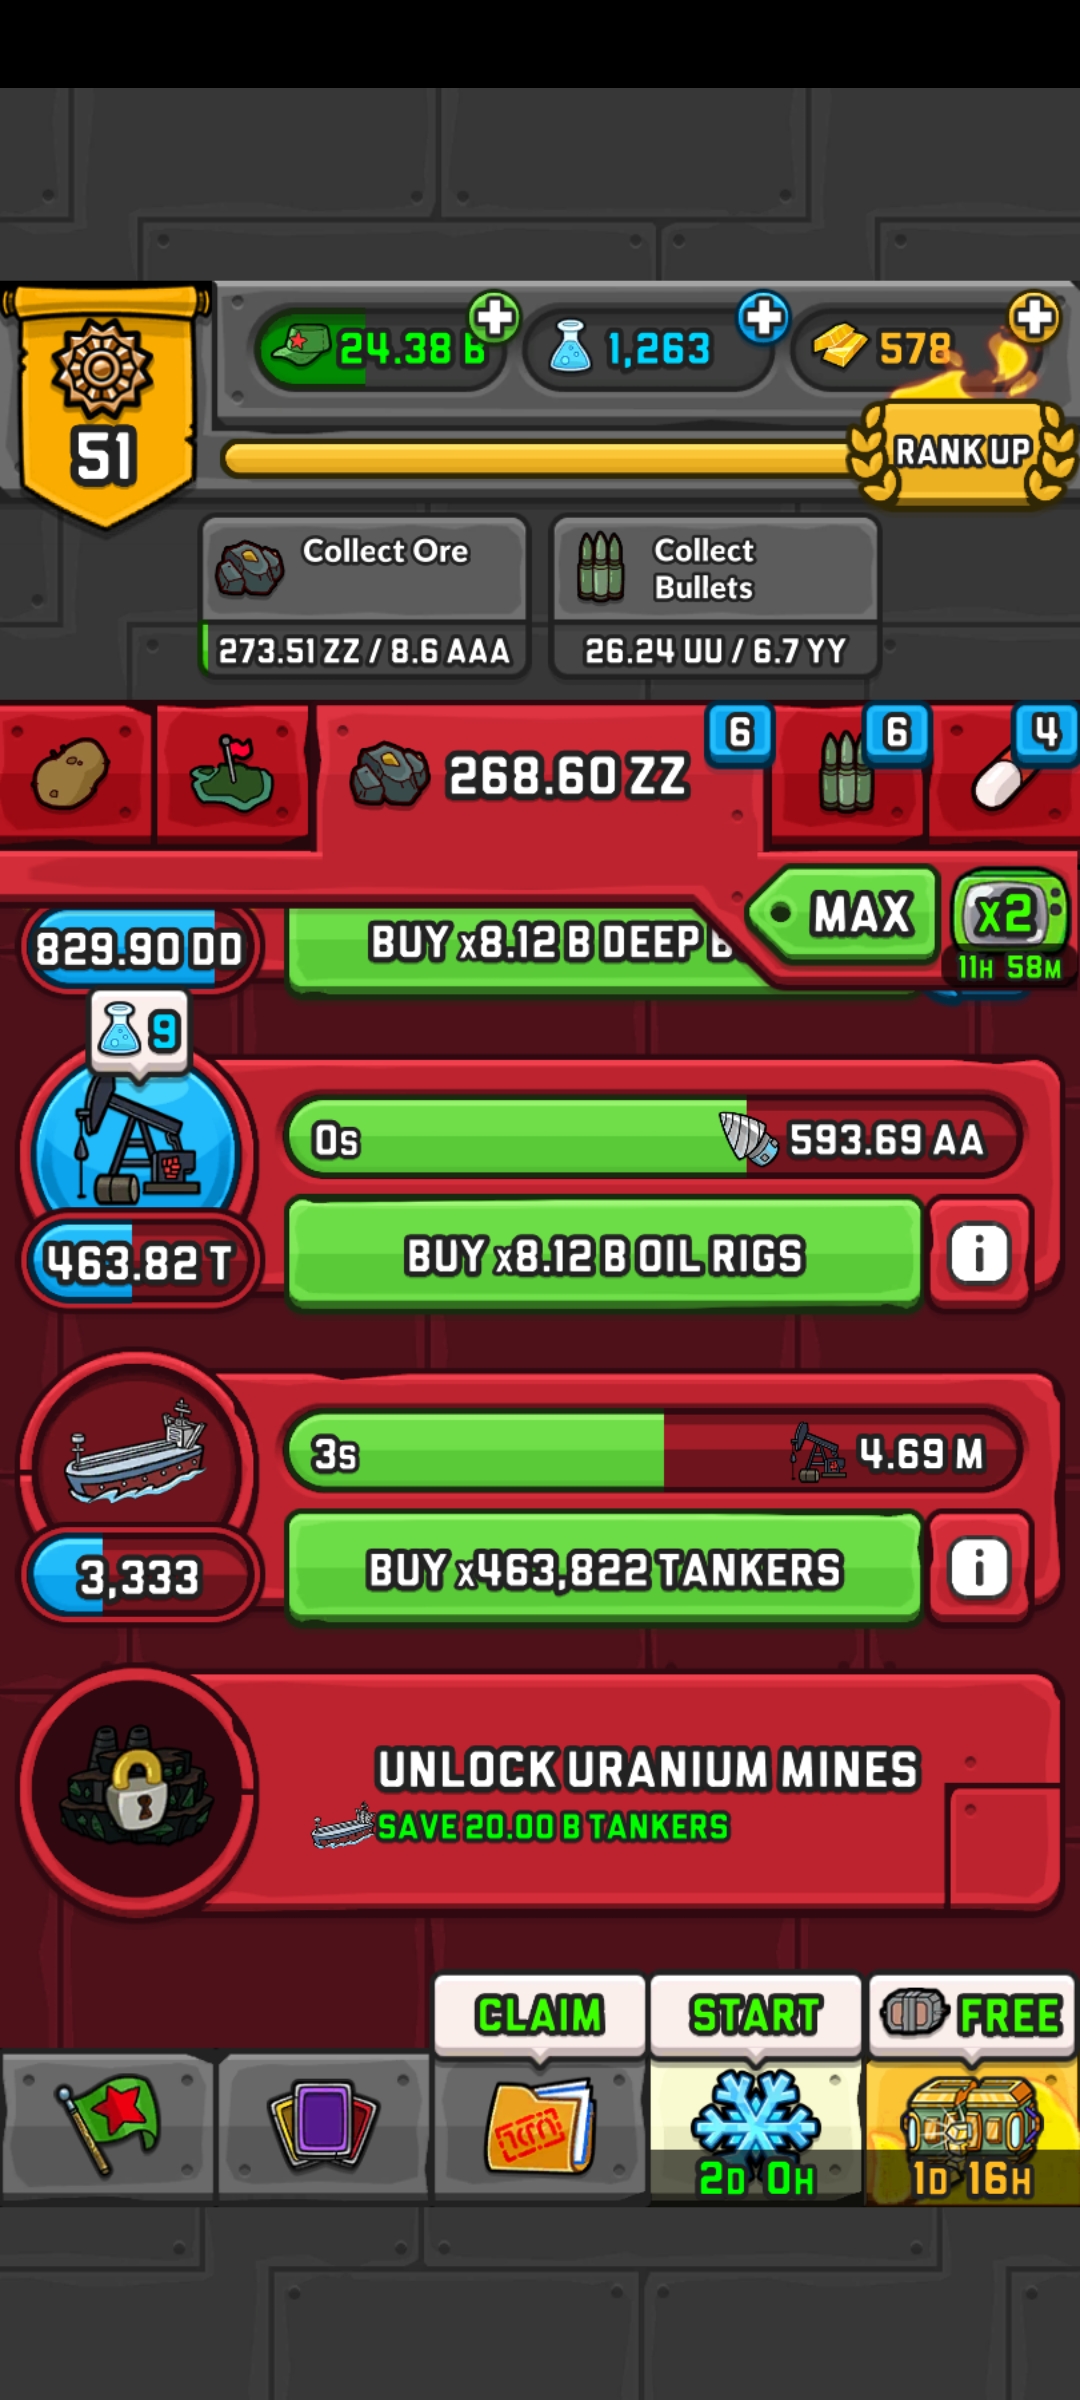 24.38 B
1,263
578
51
RANK UP
Collect Ore
273.51 ZZ / 8.6 AAA
Collect
Bullets
26.24 UU / 6.7 YY
268.60 ZZ
6
6
4
MAX
x2
11H 58M
829.90 DD
BUY x8.12 B DEEP
9
0s
593.69 AA
463.82 T
BUY x8.12 B OIL RIGS
i
3s
4.69 M
3,333
BUY x463,822 TANKERS
i
UNLOCK URANIUM MINES
SAVE 20.00 B TANKERS
CLAIM
START
FREE
2D 0H
1D 16H